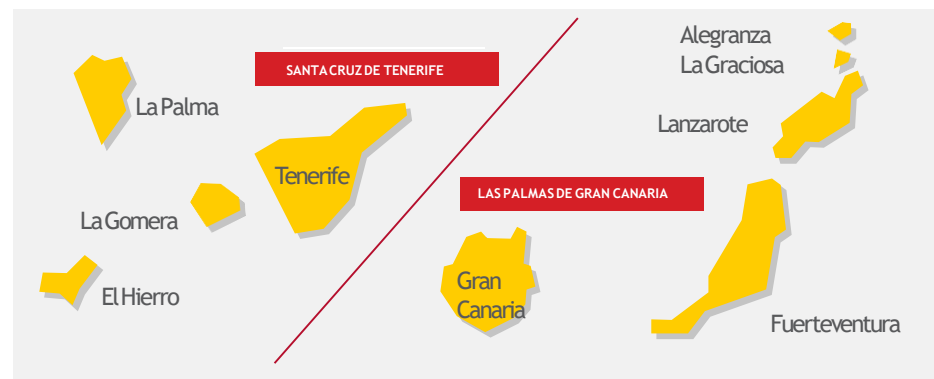 SANTA CRUZ DE TENERIFE
La Palma
Tenerife
La Gomera
El Hierro
Alegranza
La Graciosa
Lanzarote
LAS PALMAS DE GRAN CANARIA
Gran
Canaria
Fuerteventura